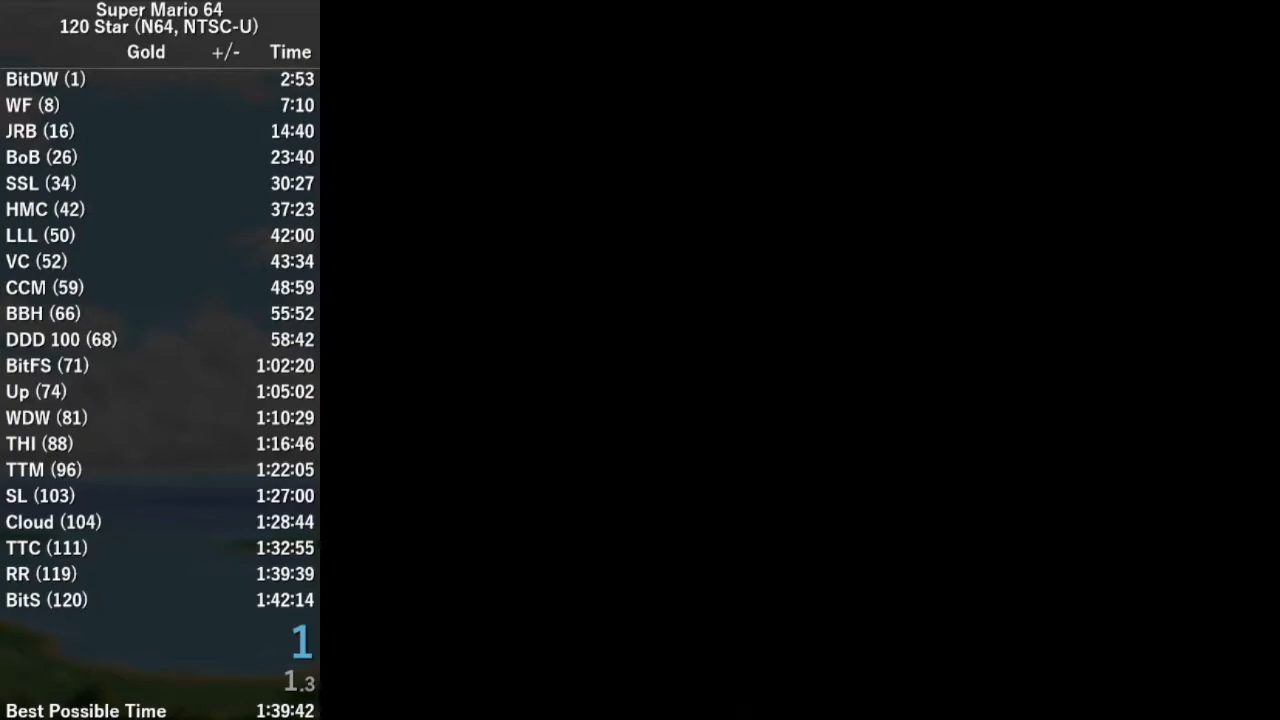 Super Mario 64
120 Star (N64, NTSC-U)
Gold +/- Time
BitDW (1) 2:53
WF (8) 7:10
JRB (16) 14:40
BoB (26) 23:40
SSL (34) 30:27
HMC (42) 37:23
LLL (50) 42:00
VC (52) 43:34
CCM (59) 48:59
BBH (66) 55:52
DDD 100 (68) 58:42
BitFS (71) 1:02:20
Up (74) 1:05:02
WDW (81) 1:10:29
THI (88) 1:16:46
TTM (96) 1:22:05
SL (103) 1:27:00
Cloud (104) 1:28:44
TTC (111) 1:32:55
RR (119) 1:39:39
BitS (120) 1:42:14
1
1.3
Best Possible Time 1:39:42